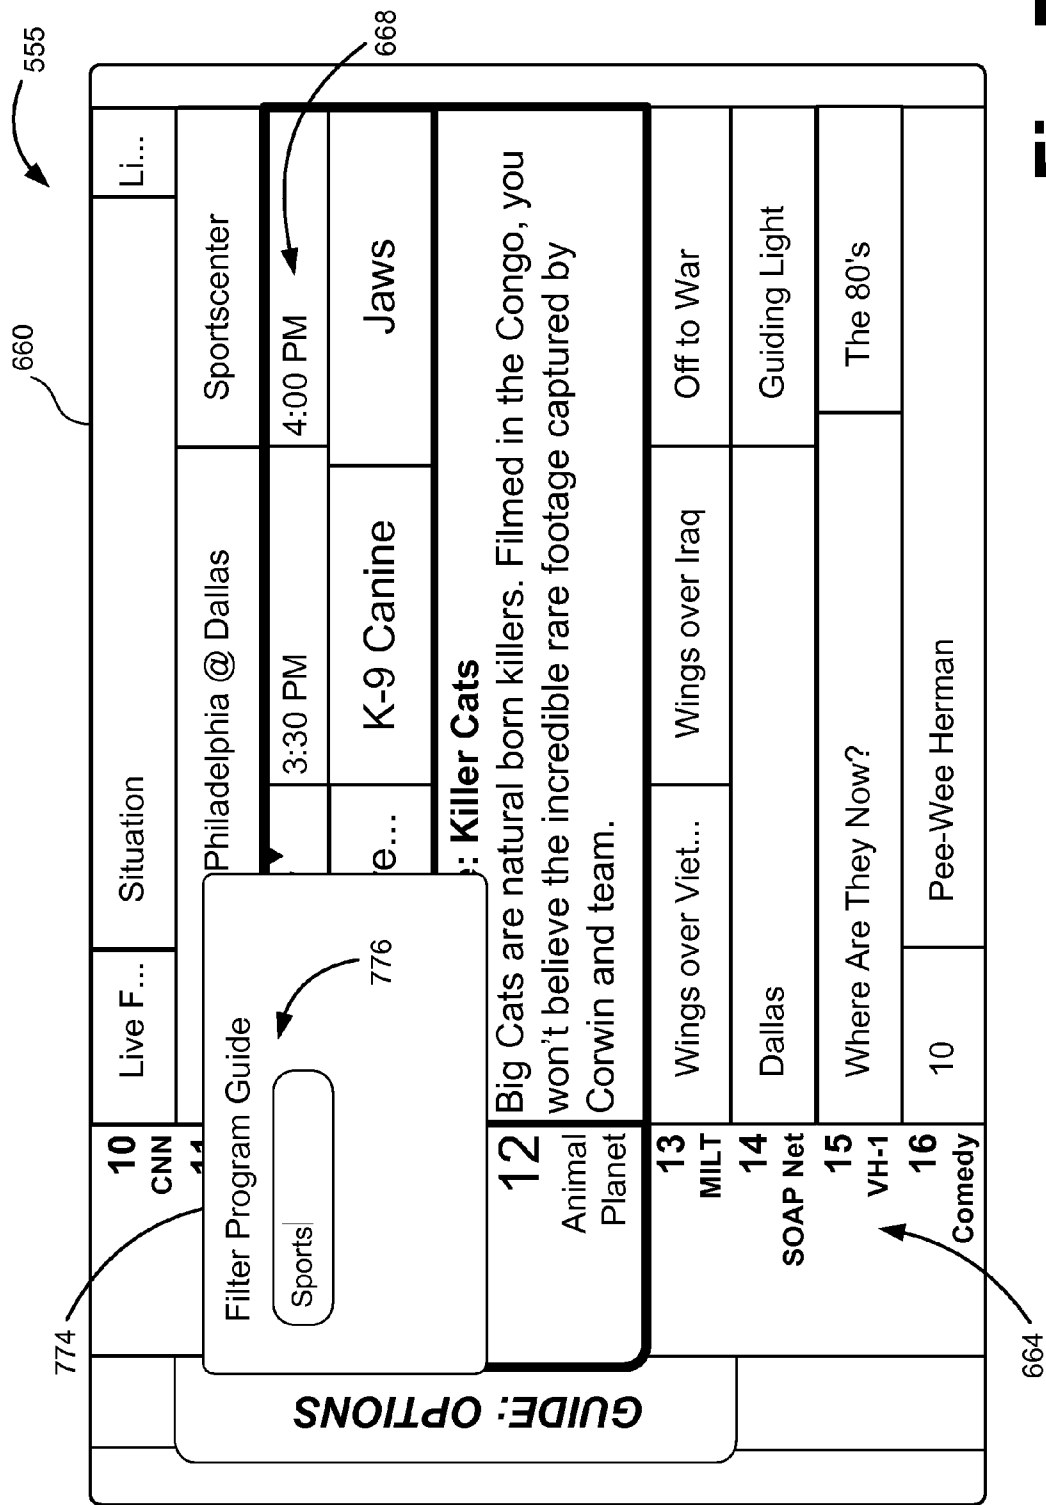 555
660
668
Live F...
Situation
Li...
10
CNN
Philadelphia @ Dallas
Sportscenter
774
Filter Program Guide
Sports
776
3:30 PM
4:00 PM
K-9 Canine
Jaws
Killer Cats
12
Animal
Planet
Big Cats are natural born killers. Filmed in the Congo, you
won't believe the incredible rare footage captured by
Corwin and team.
13
MILT
Wings over Viet...
Wings over Iraq
Off to War
14
SOAP Net
Dallas
Guiding Light
15
VH-1
Where Are They Now?
The 80's
16
Comedy
10
Pee-Wee Herman
664
GUIDE: OPTIONS